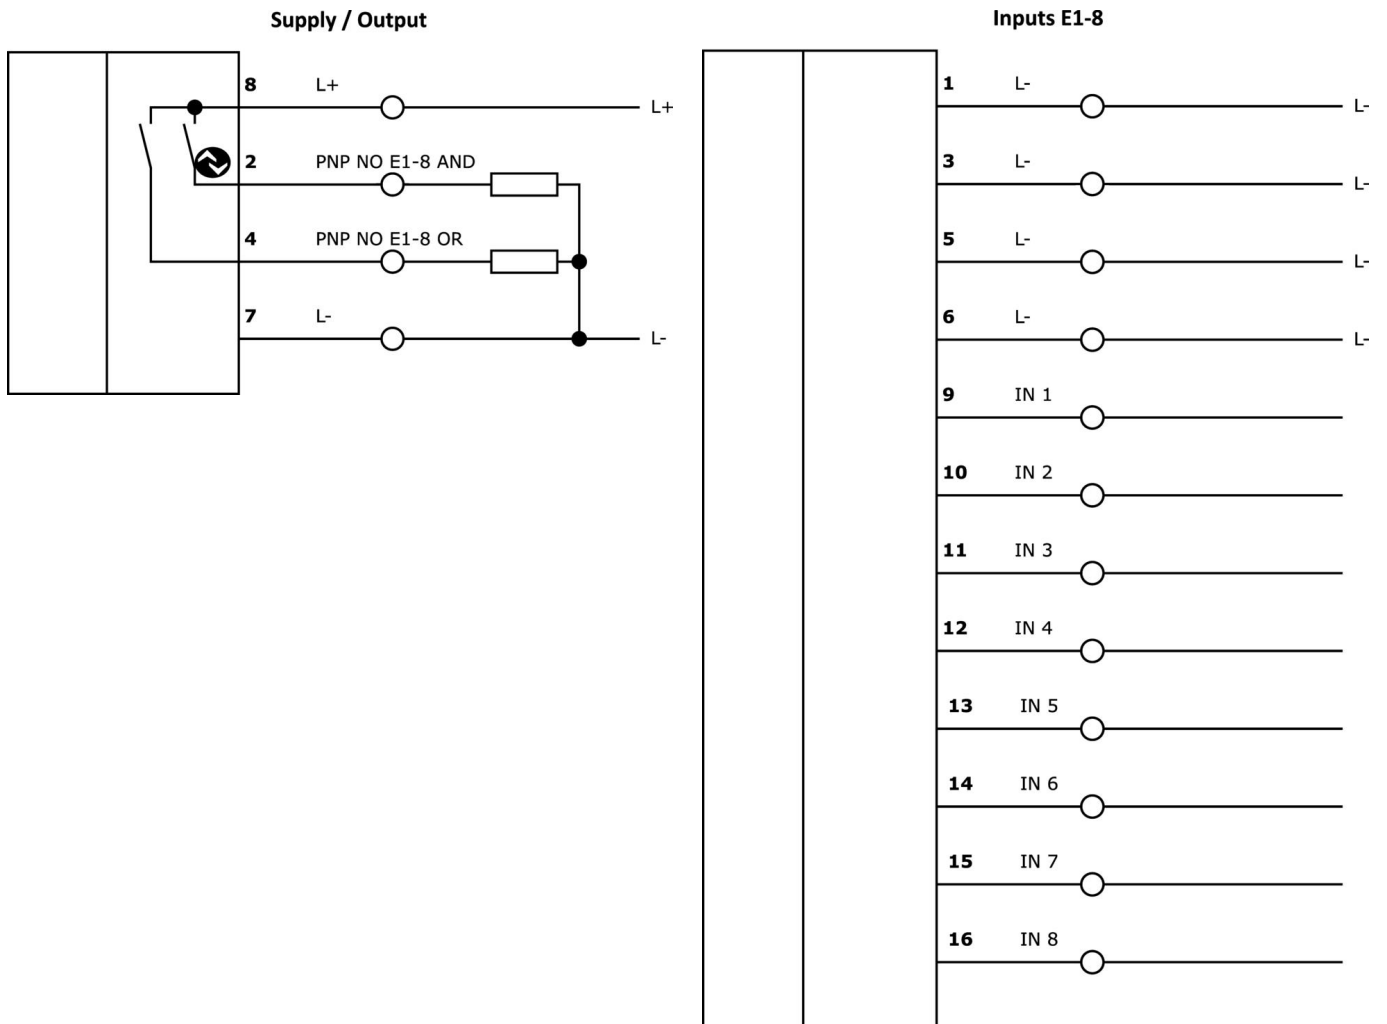 Supply / Output
8 L+ L+
2 PNP NO E1-8 AND
4 PNP NO E1-8 OR
7 L- L-
Inputs E1-8
1 L- L-
3 L- L-
5 L- L-
6 L- L-
9 IN 1
10 IN 2
11 IN 3
12 IN 4
13 IN 5
14 IN 6
15 IN 7
16 IN 8